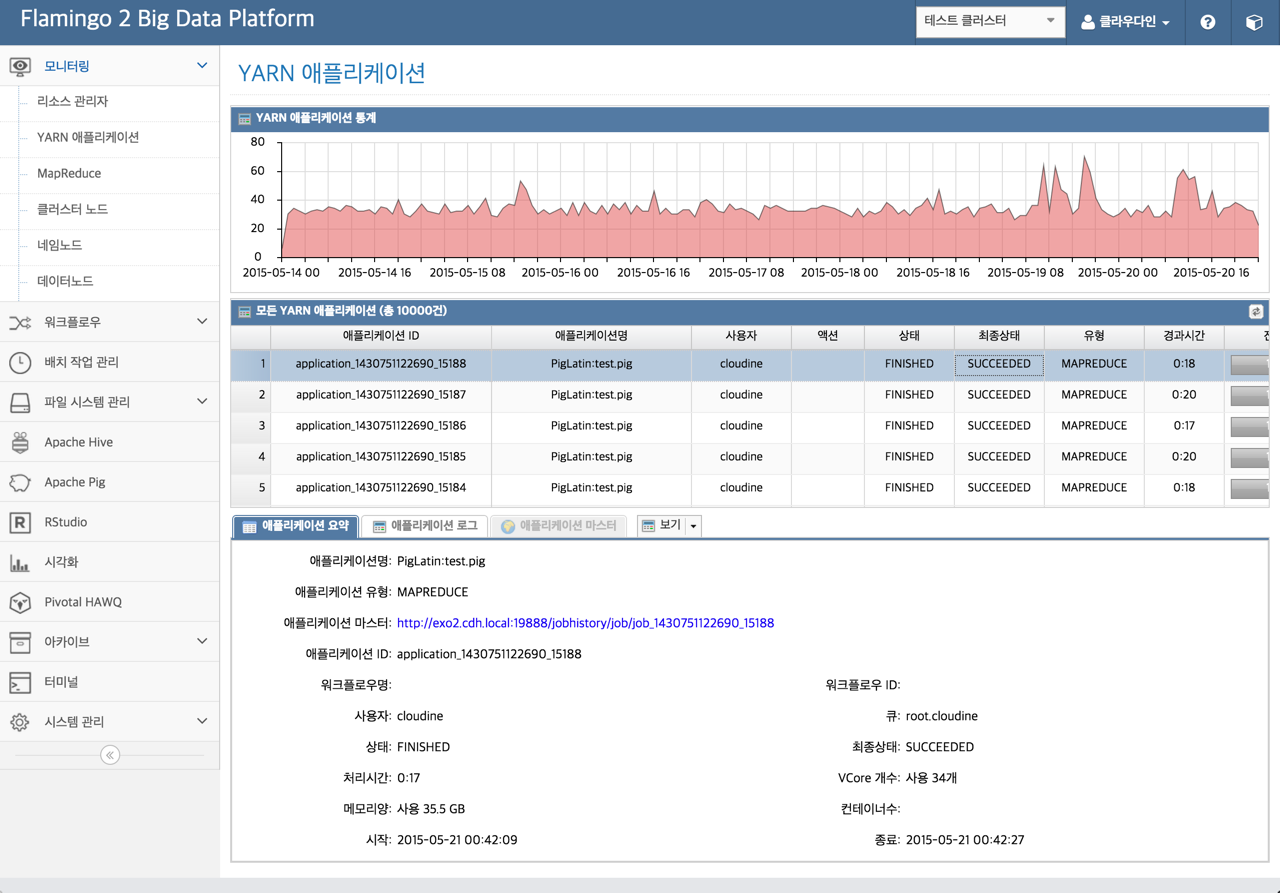 Flamingo 2 Big Data Platform
테스트 클러스터
클라우다인
모니터링
리소스 관리자
YARN 애플리케이션
MapReduce
클러스터 노드
네임노드
데이터노드
워크플로우
배치 작업 관리
파일 시스템 관리
Apache Hive
Apache Pig
RStudio
시각화
Pivotal HAWQ
아카이브
터미널
시스템 관리
YARN 애플리케이션
YARN 애플리케이션 통계
80
60
40
20
0
2015-05-14 00 2015-05-14 16 2015-05-15 08 2015-05-16 00 2015-05-16 16 2015-05-17 08 2015-05-18 00 2015-05-18 16 2015-05-19 08 2015-05-20 00 2015-05-20 16
모든 YARN 애플리케이션 (총 10000건)
애플리케이션 ID 애플리케이션명 사용자 액션 상태 최종상태 유형 경과시간
1 application_1430751122690_15188 PigLatin:test.pig cloudine FINISHED SUCCEEDED MAPREDUCE 0:18
2 application_1430751122690_15187 PigLatin:test.pig cloudine FINISHED SUCCEEDED MAPREDUCE 0:20
3 application_1430751122690_15186 PigLatin:test.pig cloudine FINISHED SUCCEEDED MAPREDUCE 0:17
4 application_1430751122690_15185 PigLatin:test.pig cloudine FINISHED SUCCEEDED MAPREDUCE 0:20
5 application_1430751122690_15184 PigLatin:test.pig cloudine FINISHED SUCCEEDED MAPREDUCE 0:18
애플리케이션 요약 애플리케이션 로그 애플리케이션 마스터 보기
애플리케이션명: PigLatin:test.pig
애플리케이션 유형: MAPREDUCE
애플리케이션 마스터: http://exo2.cdh.local:19888/jobhistory/job/job_1430751122690_15188
애플리케이션 ID: application_1430751122690_15188
워크플로우명: 워크플로우 ID:
사용자: cloudine 큐: root.cloudine
상태: FINISHED 최종상태: SUCCEEDED
처리시간: 0:17 VCore 개수: 사용 34개
메모리양: 사용 35.5 GB 컨테이너수:
시작: 2015-05-21 00:42:09 종료: 2015-05-21 00:42:27